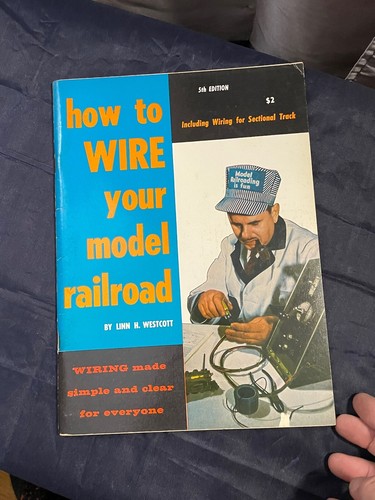 how to
WIRE
your
model
railroad
BY LINN H. WESTCOTT
WIRING made
simple and clear
for everyone
5th EDITION
$2
Including Wiring for Sectional Track
Model
Railroading
is Fun